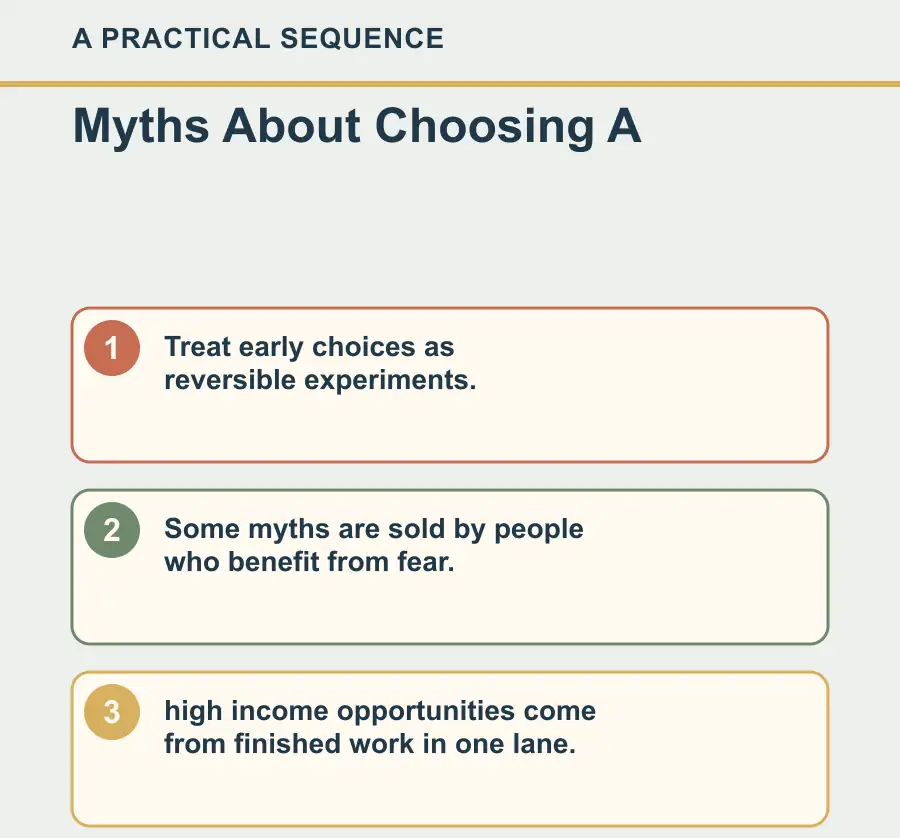 A PRACTICAL SEQUENCE
Myths About Choosing A
1
Treat early choices as
reversible experiments.
2
Some myths are sold by people
who benefit from fear.
3
high income opportunities come
from finished work in one lane.